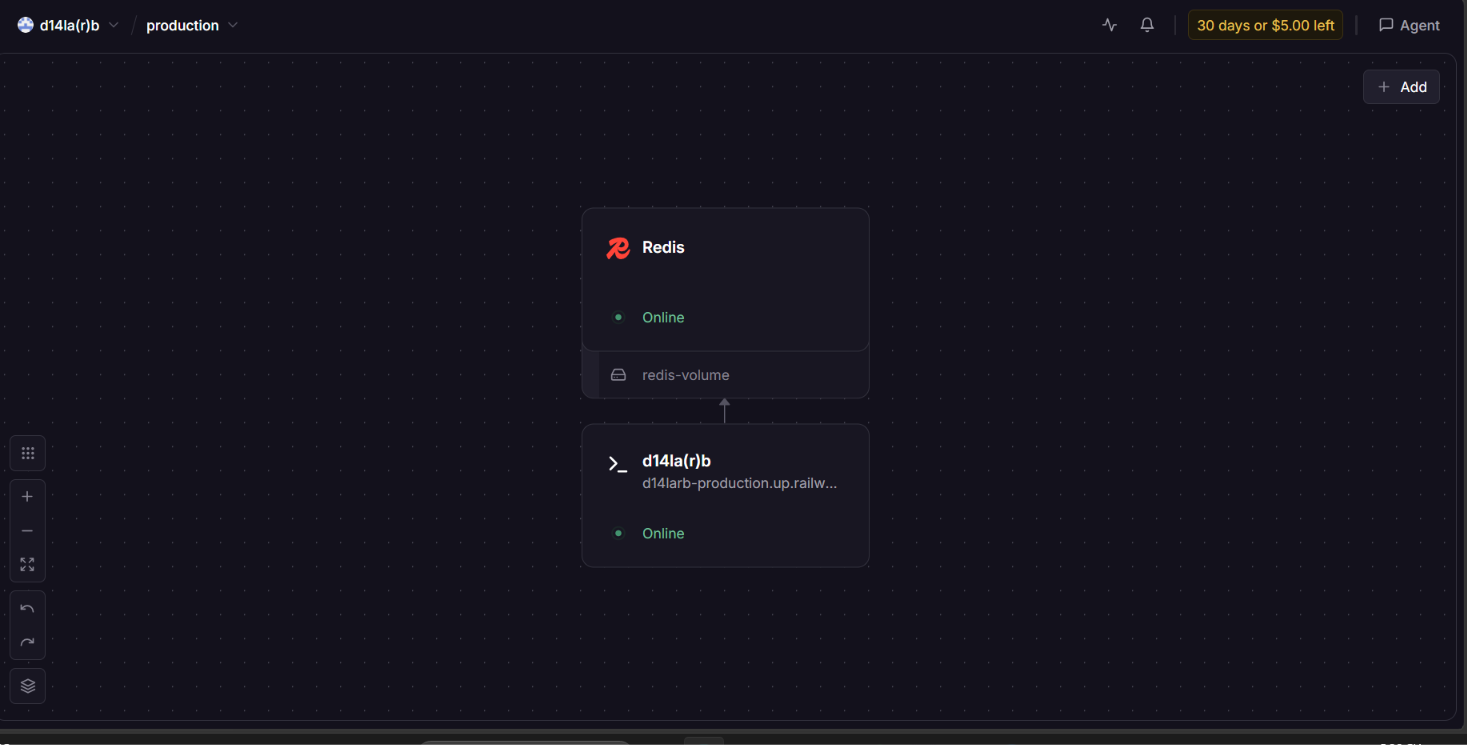 d14la(r)b / production
30 days or $5.00 left
Agent
+ Add
Redis
Online
redis-volume
>_ d14la(r)b
d14larb-production.up.railw...
Online